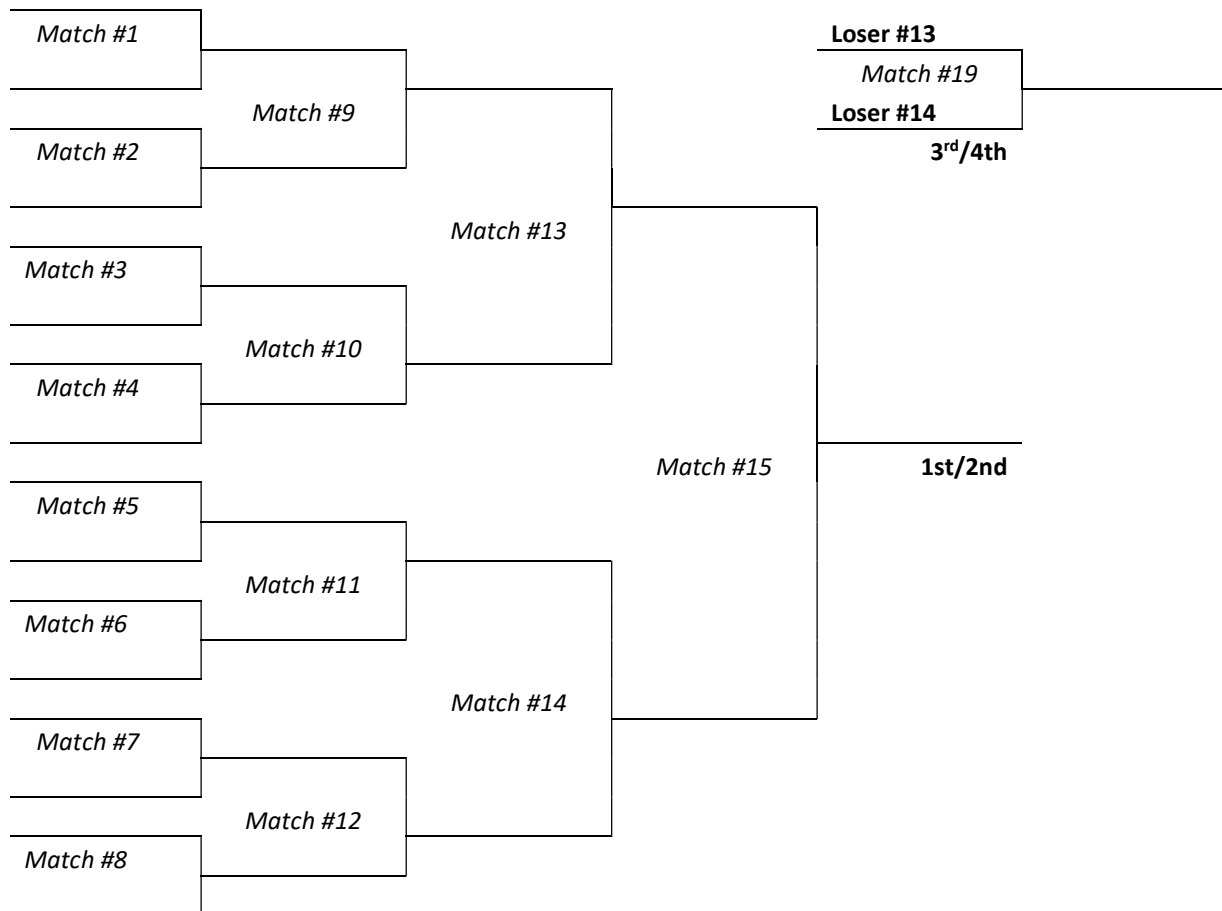 Match #1
Loser #13
Match #19
Match #9
Loser #14
Match #2
3rd/4th
Match #13
Match #3
Match #10
Match #4
Match #15
1st/2nd
Match #5
Match #11
Match #6
Match #14
Match #7
Match #12
Match #8